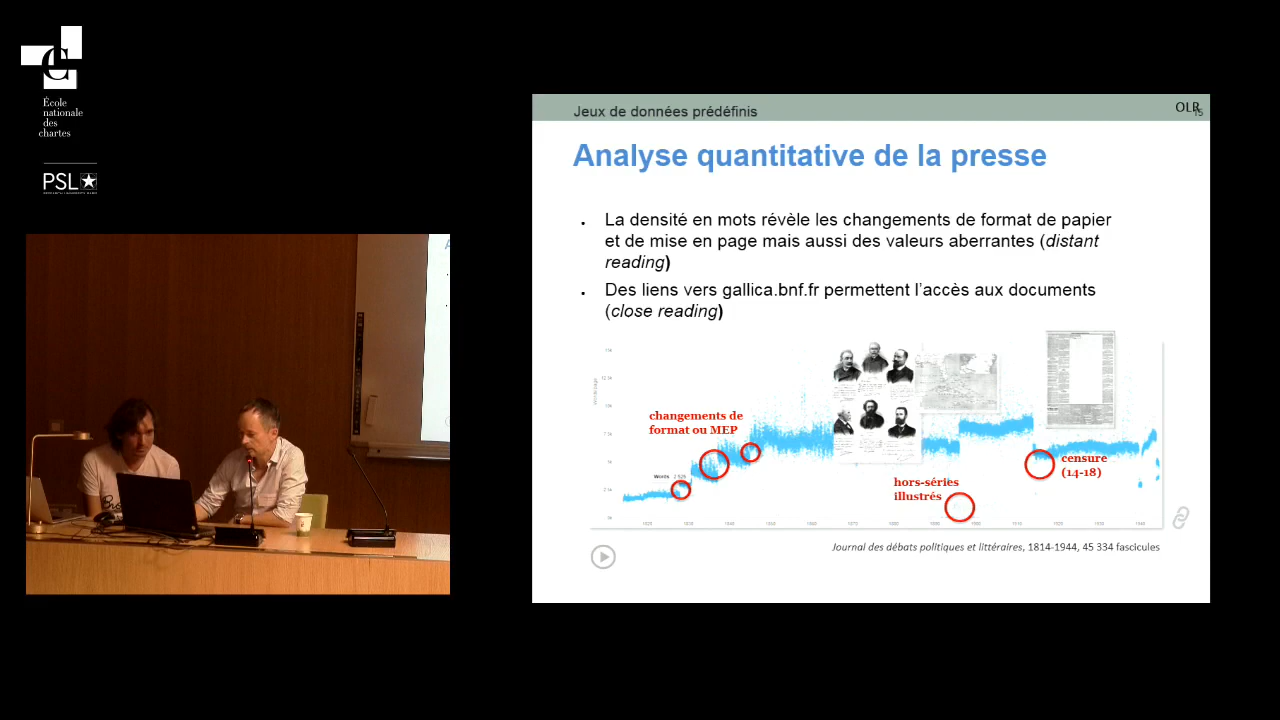 École
nationale
des
chartes
PSL
Jeux de données prédéfinis
OLR
15
Analyse quantitative de la presse
La densité en mots révèle les changements de format de papier
et de mise en page mais aussi des valeurs aberrantes (distant
reading)
Des liens vers gallica.bnf.fr permettent l’accès aux documents
(close reading)
changements de
format ou MEP
hors-séries
illustrés
censure
(14-18)
Journal des débats politiques et littéraires, 1814-1944, 45 334 fascicules